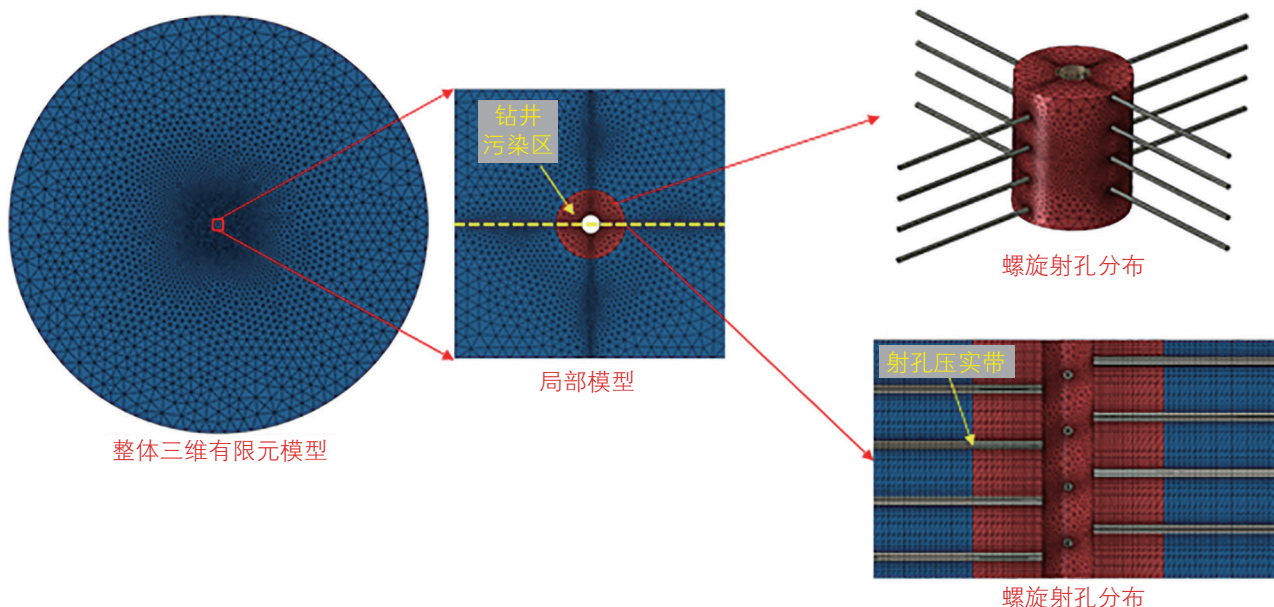 钻井
污染区
螺旋射孔分布
射孔压实带
局部模型
整体三维有限元模型
螺旋射孔分布